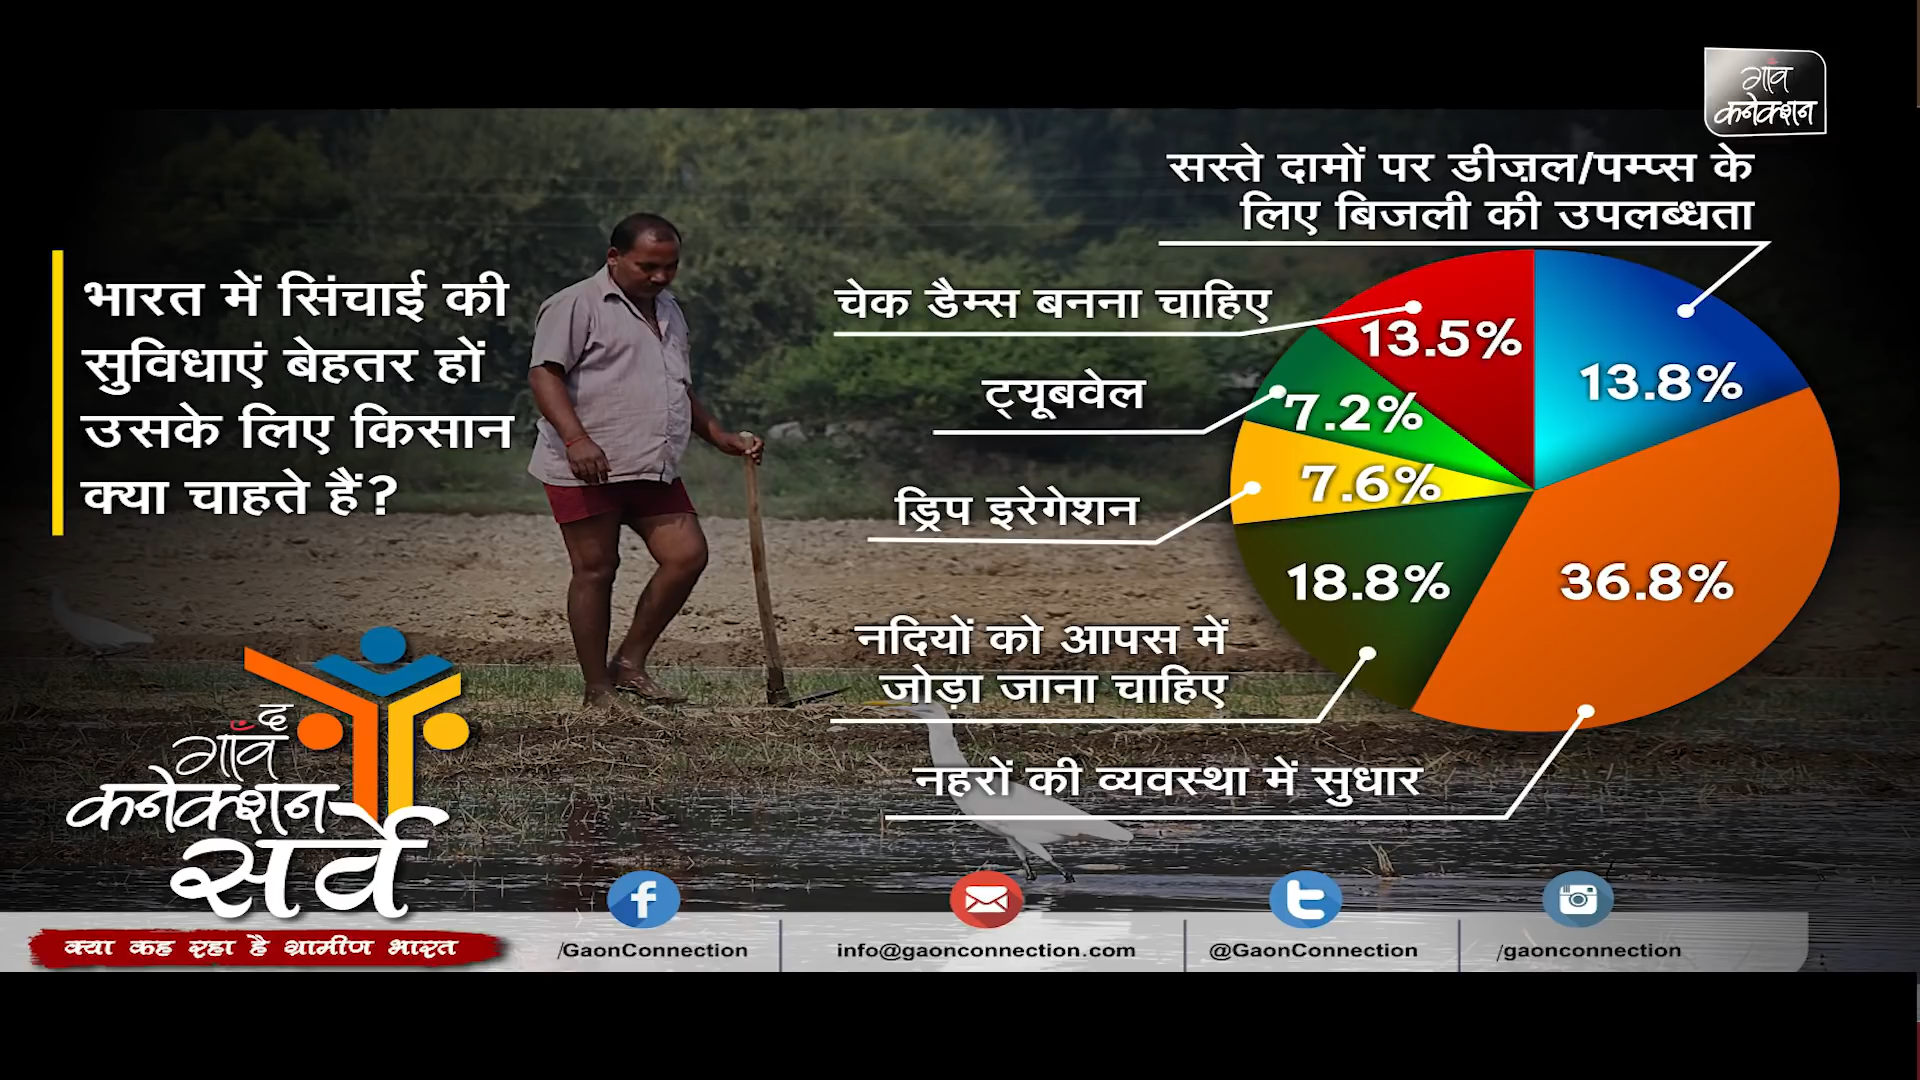 गाँव
कनेक्शन
भारत में सिंचाई की
सुविधाएं बेहतर हों
उसके लिए किसान
क्या चाहते हैं?
सस्ते दामों पर डीज़ल/पम्प्स के
लिए बिजली की उपलब्धता
13.8%
चेक डैम्स बनना चाहिए
13.5%
ट्यूबवेल
7.2%
ड्रिप इरेगेशन
7.6%
नदियों को आपस में
जोड़ा जाना चाहिए
18.8%
नहरों की व्यवस्था में सुधार
36.8%
द
गाँव
कनेक्शन
सर्वे
क्या कह रहा है ग्रामीण भारत
/GaonConnection
info@gaonconnection.com
@GaonConnection
/gaonconnection